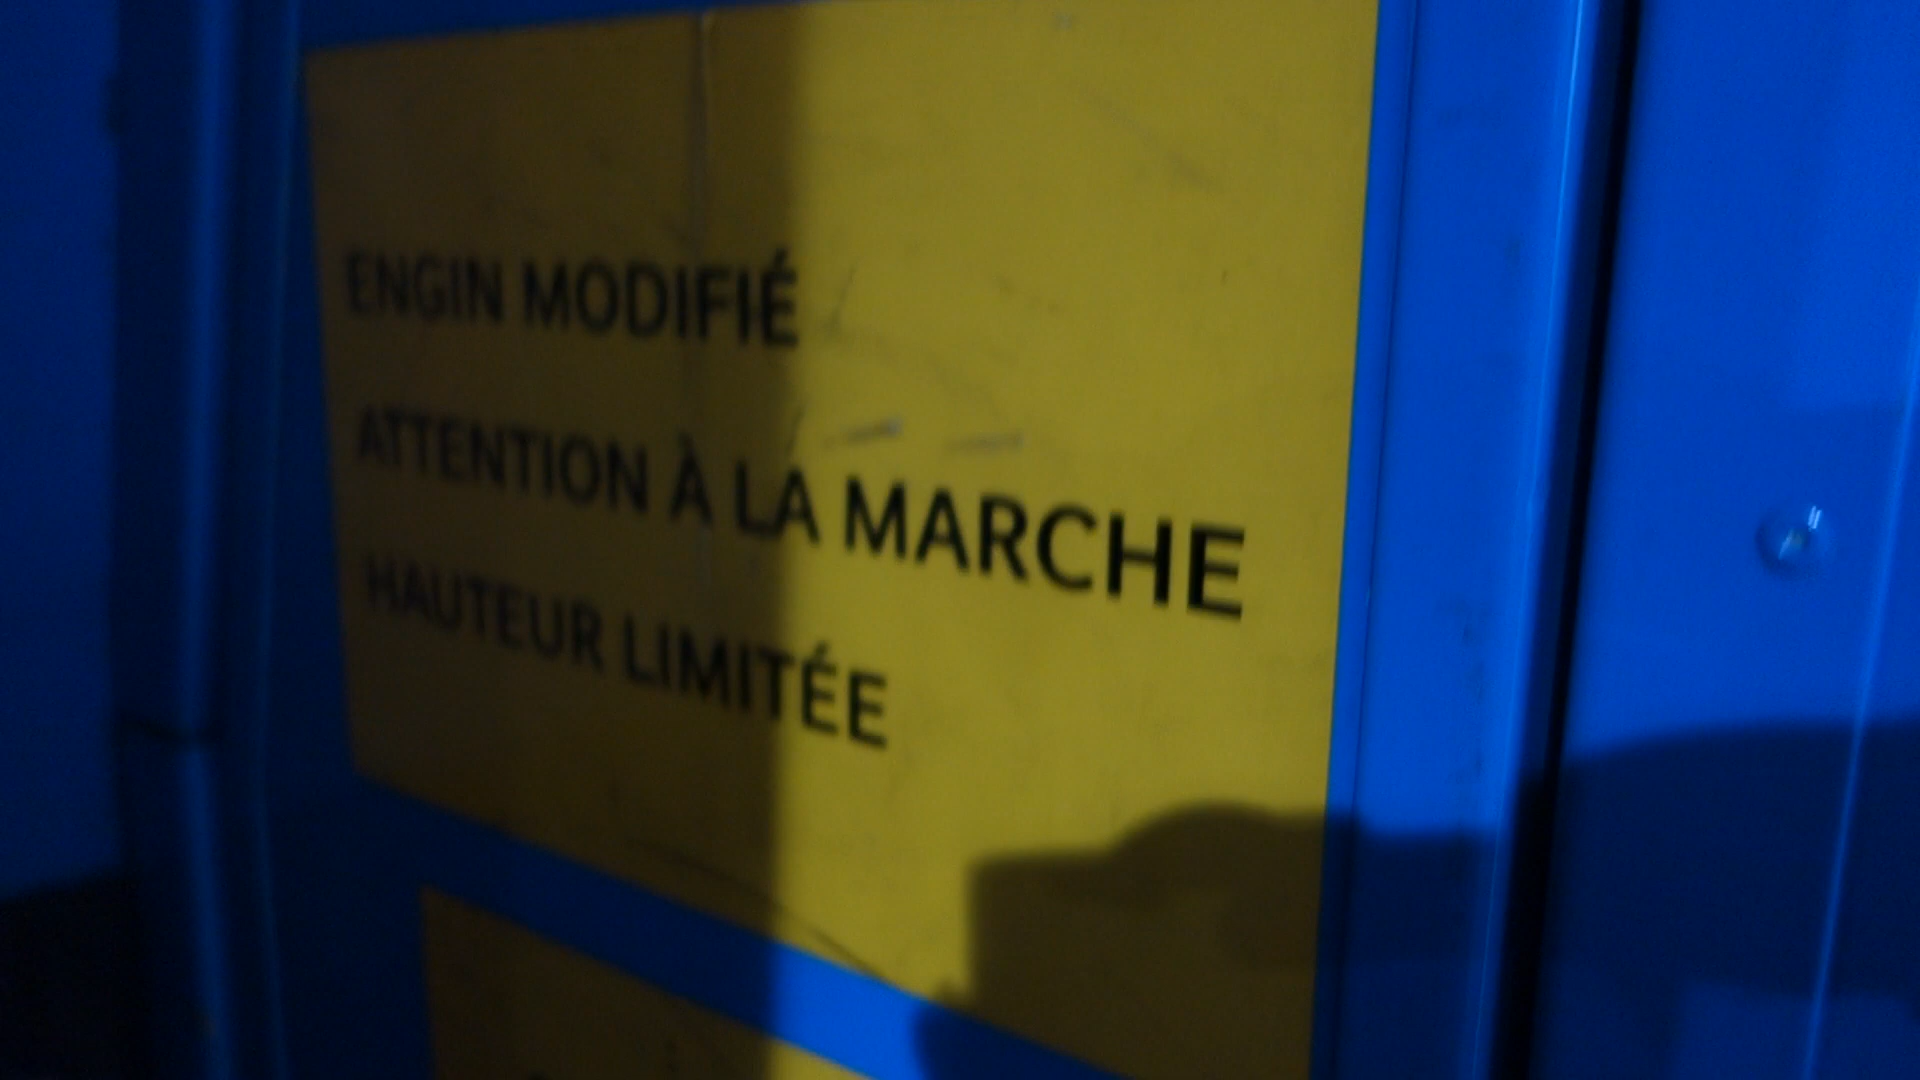 ENGIN MODIFIÉ
ATTENTION À LA MARCHE
HAUTEUR LIMITÉE